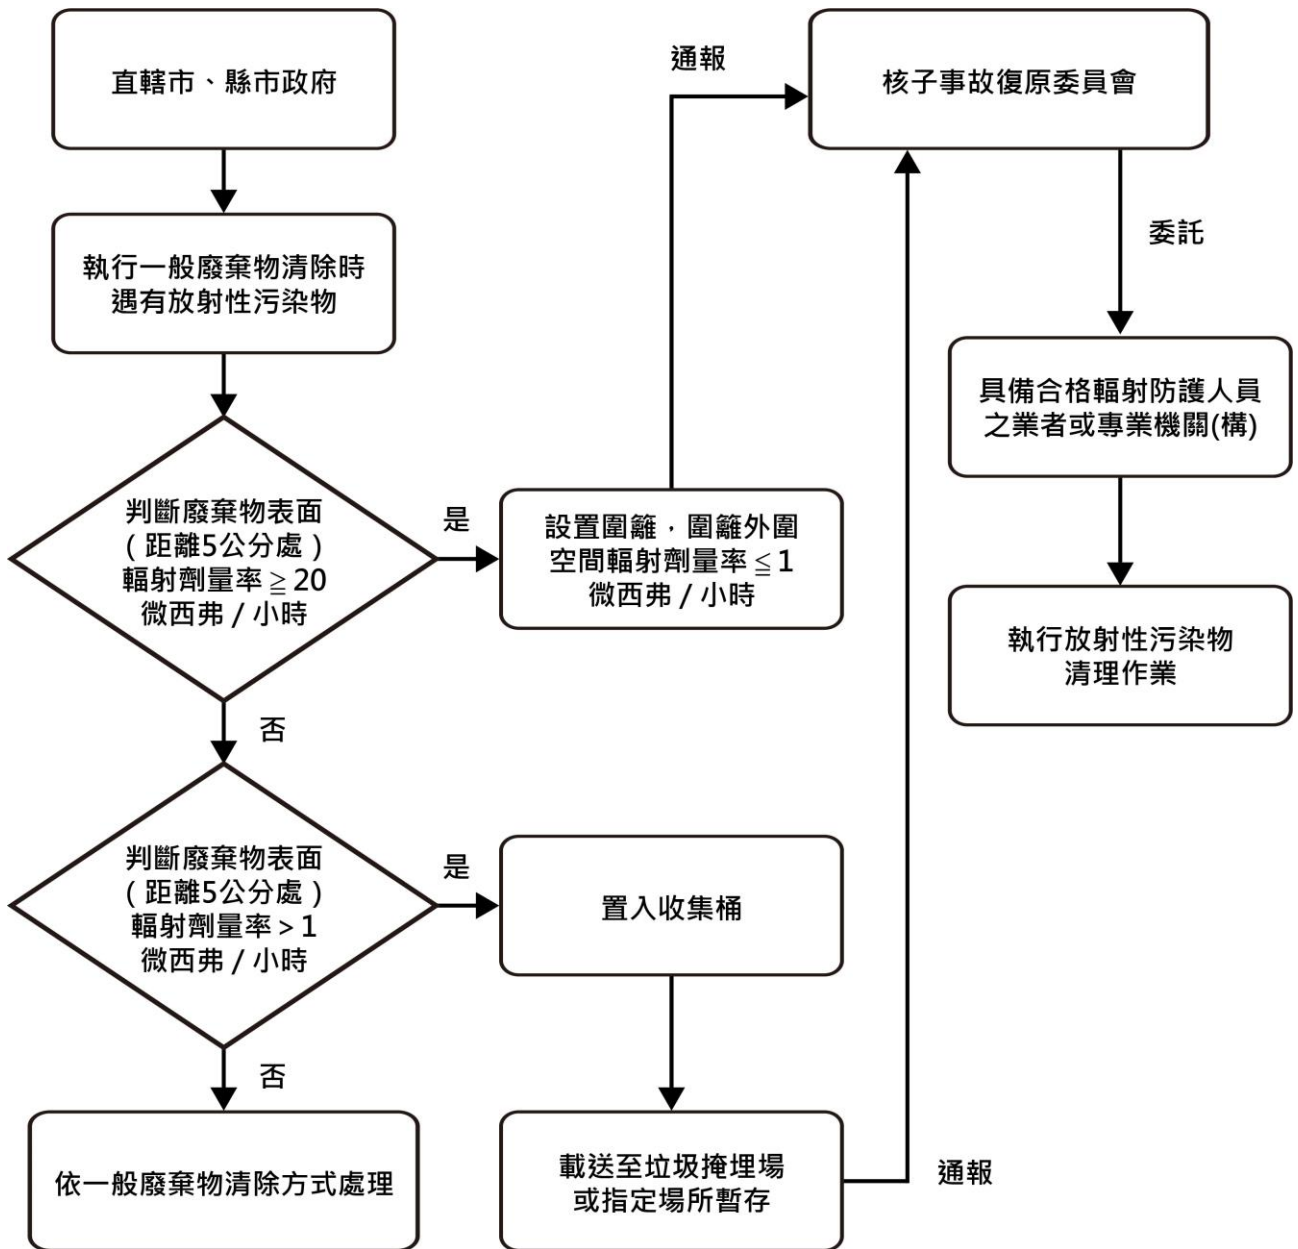 直轄市、縣市政府
執行一般廢棄物清除時
遇有放射性污染物
判斷廢棄物表面
(距離5公分處)
輻射劑量率≧20
微西弗/小時
是
設置圍籬,圍籬外圍
空間輻射劑量率≦1
微西弗/小時
通報
核子事故復原委員會
委託
具備合格輻射防護人員
之業者或專業機關(構)
執行放射性污染物
清理作業
否
判斷廢棄物表面
(距離5公分處)
輻射劑量率>1
微西弗/小時
是
置入收集桶
載送至垃圾掩埋場
或指定場所暫存
通報
否
依一般廢棄物清除方式處理